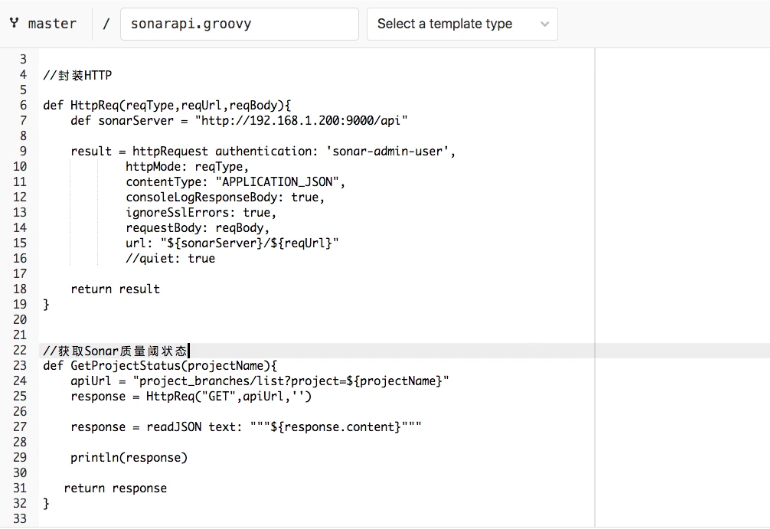 master / sonarapi.groovy Select a template type
3
4 //封装HTTP
5
6 def HttpReq(reqType,reqUrl,reqBody){
7     def sonarServer = "http://192.168.1.200:9000/api"
8
9     result = httpRequest authentication: 'sonar-admin-user',
10            httpMode: reqType,
11            contentType: "APPLICATION_JSON",
12            consoleLogResponseBody: true,
13            ignoreSslErrors: true,
14            requestBody: reqBody,
15            url: "${sonarServer}/${reqUrl}"
16            //quiet: true
17
18    return result
19 }
20
21
22 //获取Sonar质量阈状态
23 def GetProjectStatus(projectName){
24    apiUrl = "project_branches/list?project=${projectName}"
25    response = HttpReq("GET",apiUrl,'')
26
27    response = readJSON text: """${response.content}"""
28
29    println(response)
30
31   return response
32 }
33